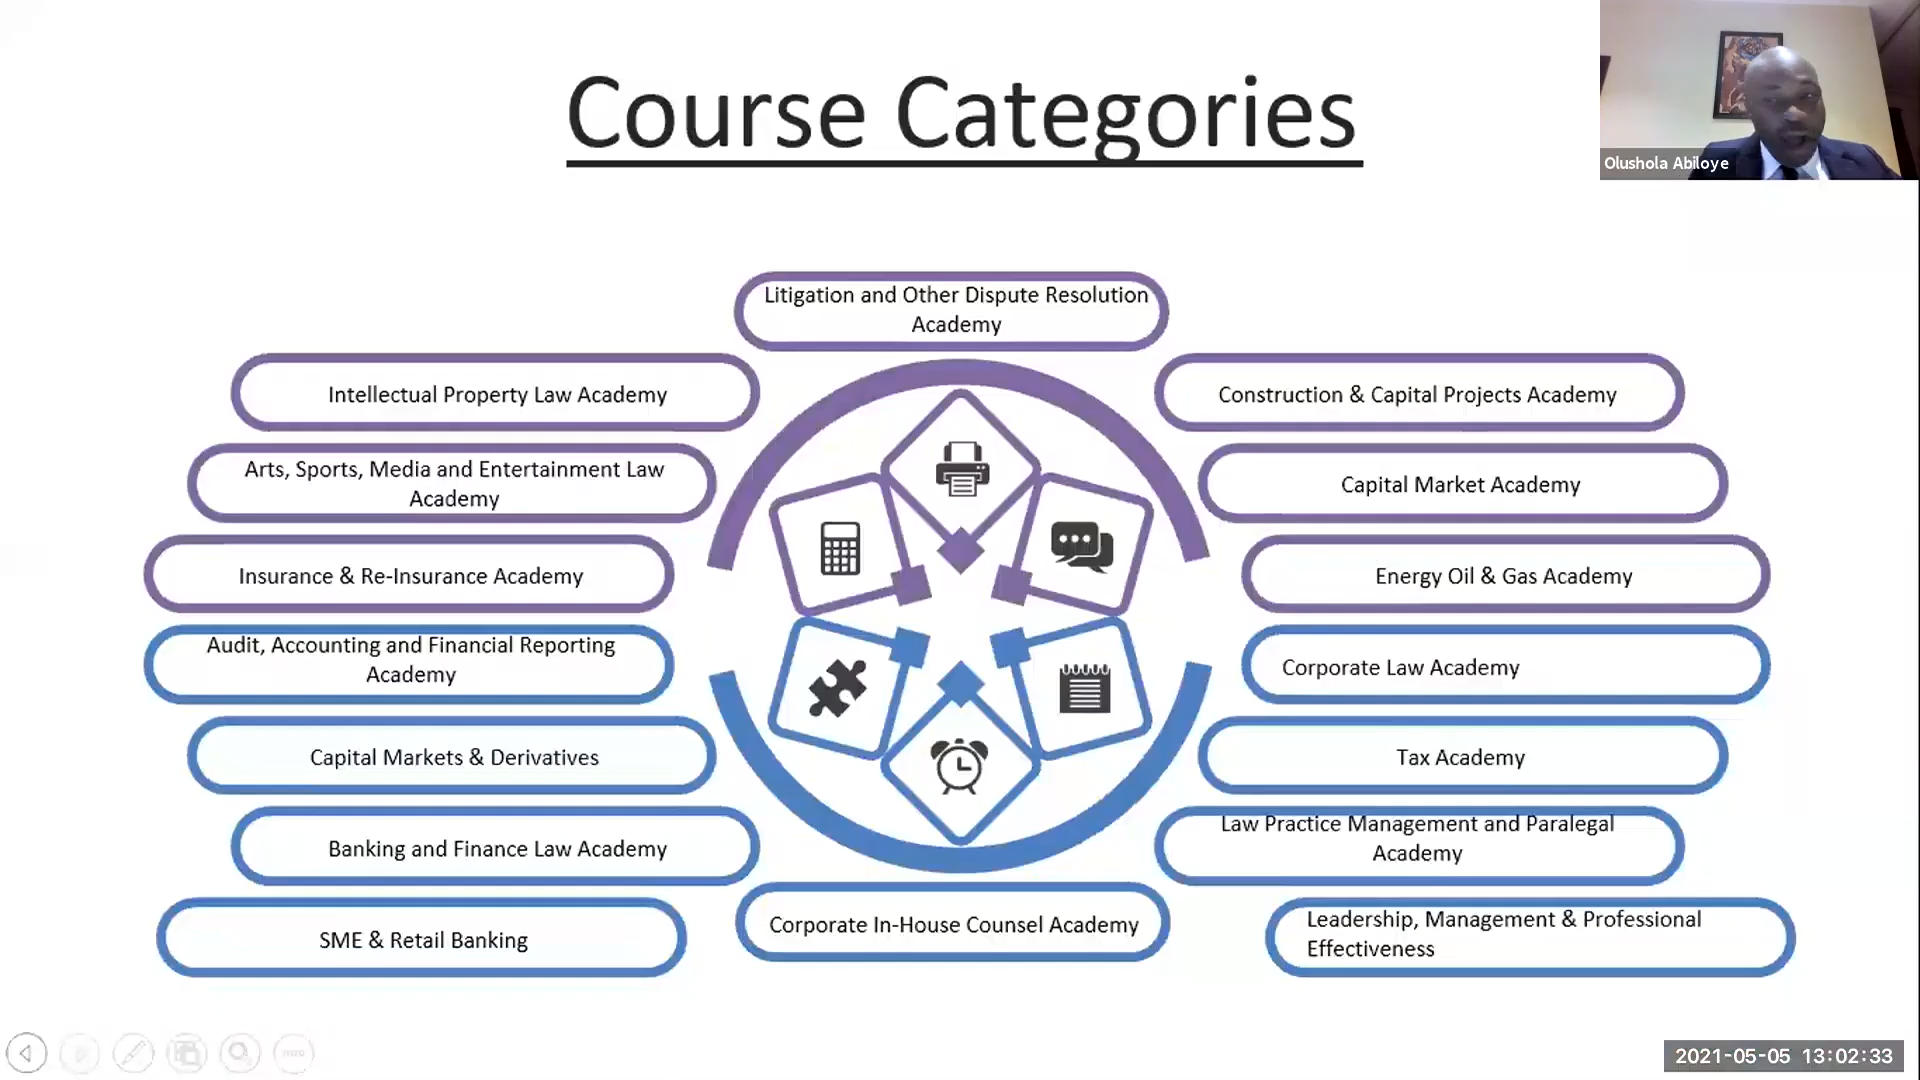 Course Categories
Olushola Abiloye
Litigation and Other Dispute Resolution
Academy
Intellectual Property Law Academy
Construction & Capital Projects Academy
Arts, Sports, Media and Entertainment Law
Academy
Capital Market Academy
Insurance & Re-Insurance Academy
Energy Oil & Gas Academy
Audit, Accounting and Financial Reporting
Academy
Corporate Law Academy
Capital Markets & Derivatives
Tax Academy
Banking and Finance Law Academy
Law Practice Management and Paralegal
Academy
SME & Retail Banking
Corporate In-House Counsel Academy
Leadership, Management & Professional
Effectiveness
2021-05-05 13:02:33